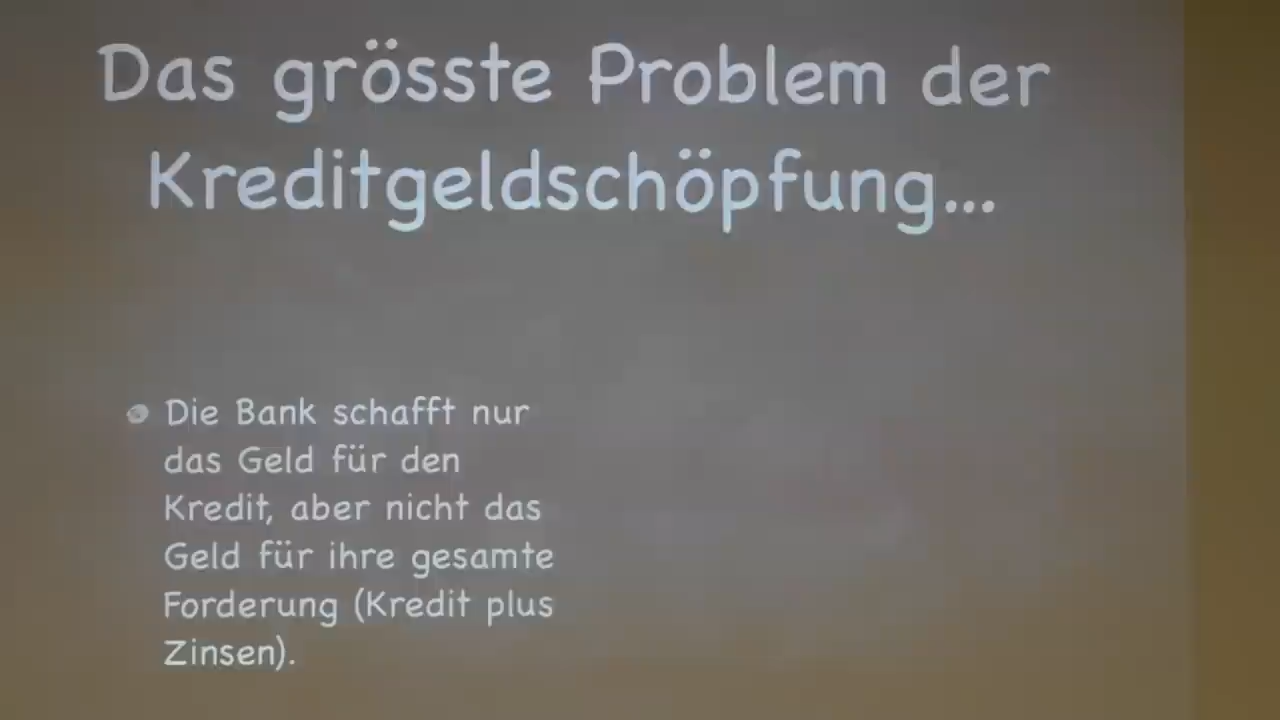 Das grösste Problem der
Kreditgeldschöpfung...
Die Bank schafft nur
das Geld für den
Kredit, aber nicht das
Geld für ihre gesamte
Forderung (Kredit plus
Zinsen).